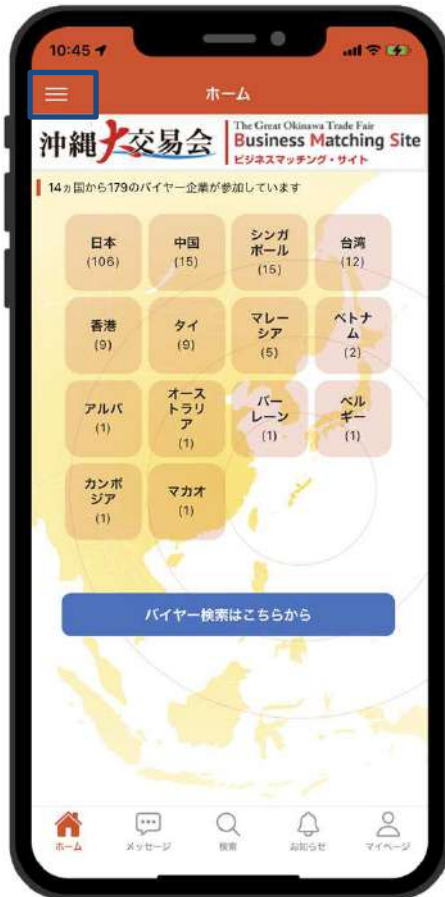 10:45
ホーム
沖縄大交易会
The Great Okinawa Trade Fair
Business Matching Site
ビジネスマッチング・サイト
14ヵ国から179のバイヤー企業が参加しています
日本
(106)
中国
(15)
シンガ
ポール
(15)
台湾
(12)
香港
(9)
タイ
(9)
マレー
シア
(5)
ベトナ
ム
(2)
アルバ
(1)
オース
トラリ
ア
(1)
バー
レーン
(1)
ベル
ギー
(1)
カンボ
ジア
(1)
マカオ
(1)
バイヤー検索はこちらから
ホーム
メッセージ
検索
お知らせ
マイページ